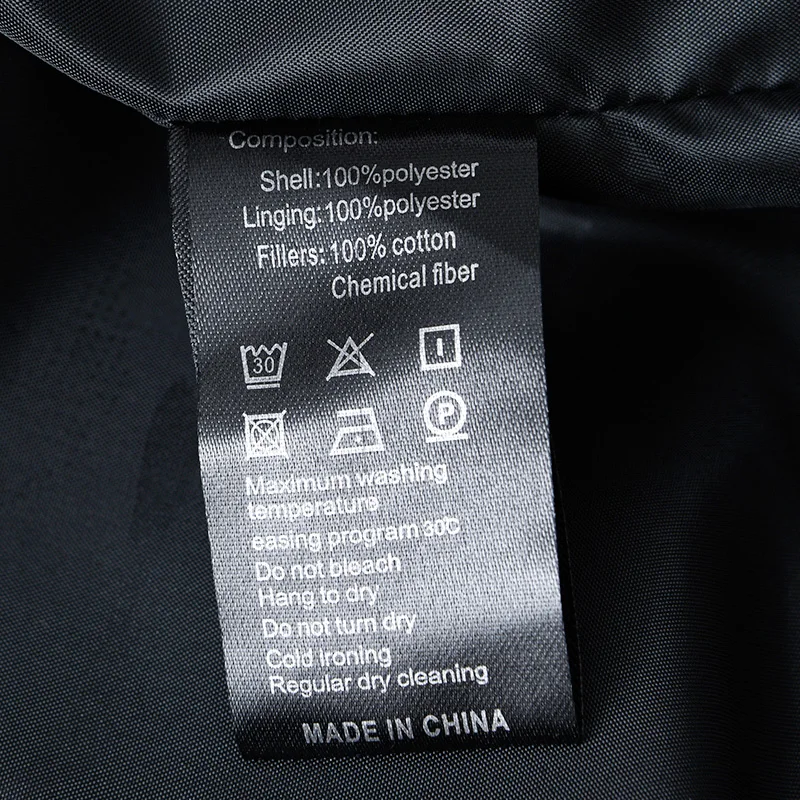 Composition:
Shell:100%polyester
Linging:100%polyester
Fillers:100% cotton
Chemical fiber
30
P
Maximum washing
temperature
easing program 30℃
Do not bleach
Hang to dry
Do not turn dry
Cold ironing
Regular dry cleaning
MADE IN CHINA